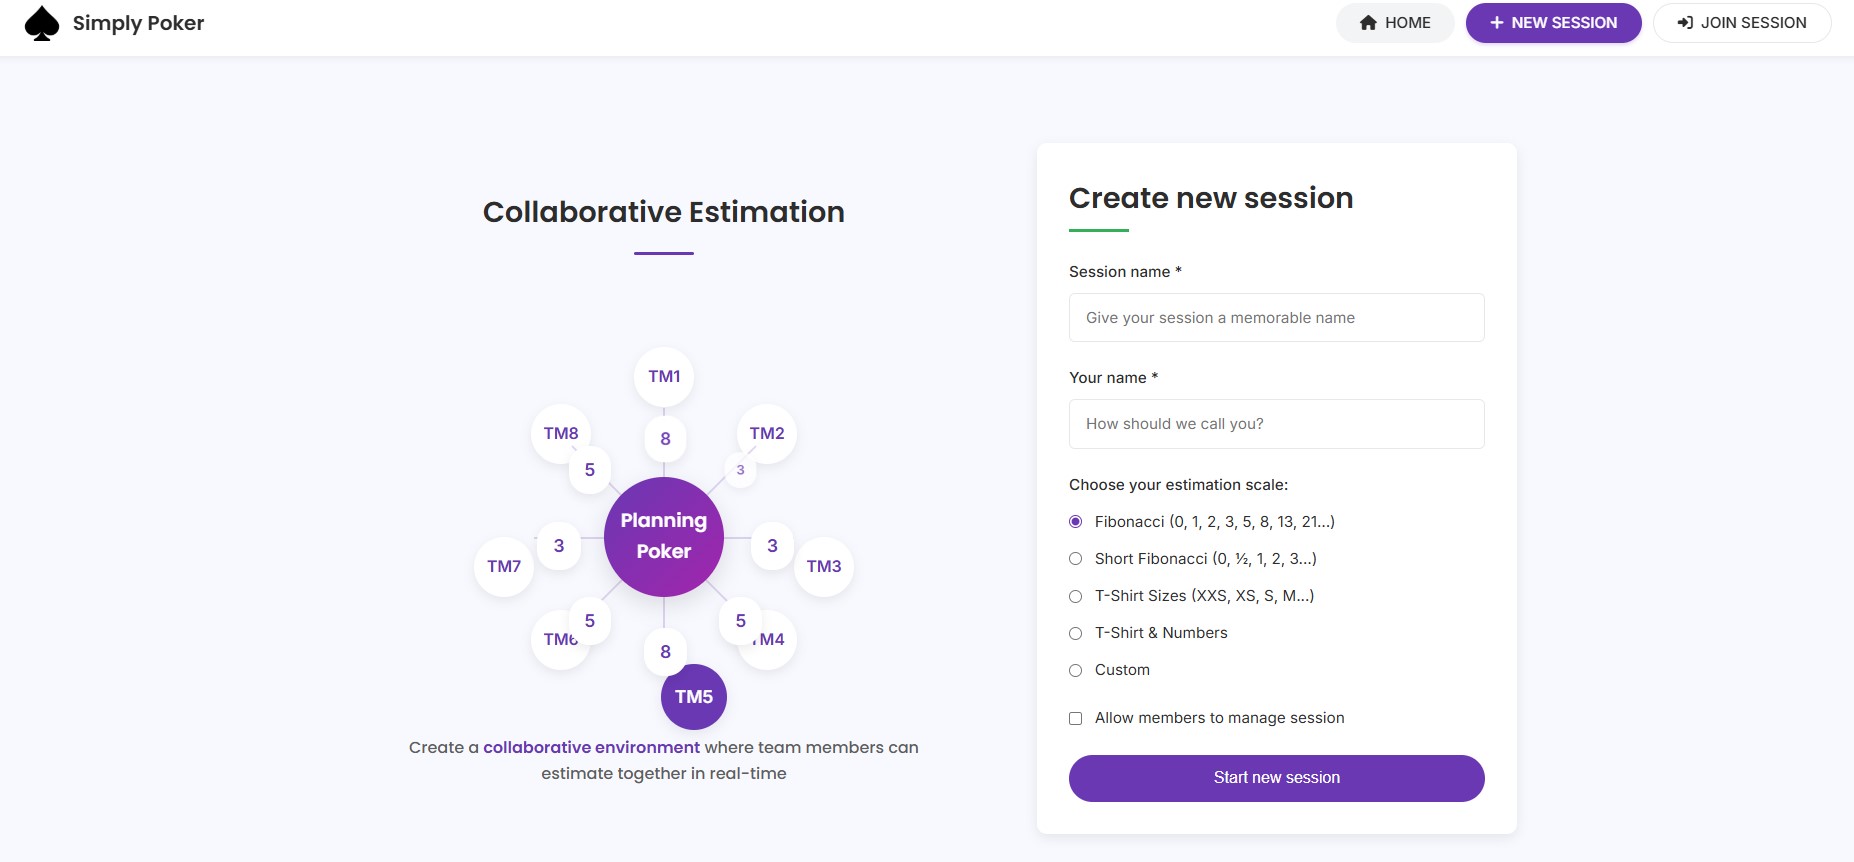 Simply Poker
HOME
NEW SESSION
JOIN SESSION
Collaborative Estimation
TM1
TM8
TM2
8
5
3
Planning
Poker
3
3
TM7
TM3
5
5
TM6
TM4
8
TM5
Create a collaborative environment where team members can
estimate together in real-time
Create new session
Session name *
Give your session a memorable name
Your name *
How should we call you?
Choose your estimation scale:
Fibonacci (0, 1, 2, 3, 5, 8, 13, 21...)
Short Fibonacci (0, ½, 1, 2, 3...)
T-Shirt Sizes (XXS, XS, S, M...)
T-Shirt & Numbers
Custom
Allow members to manage session
Start new session